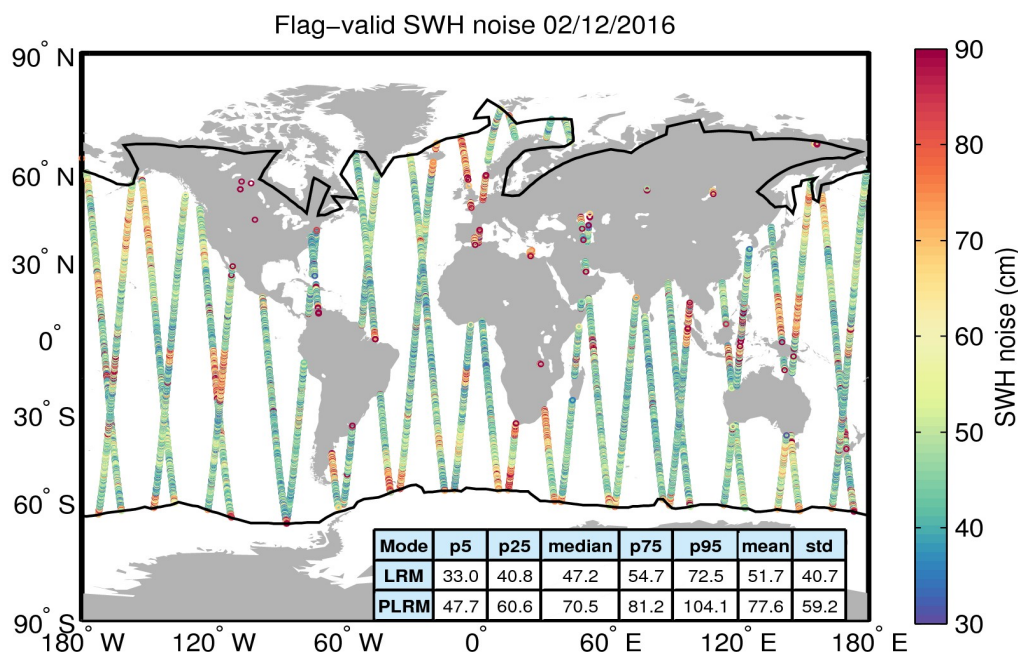 Flag−valid SWH noise 02/12/2016
90° N
60° N
30° N
0°
30° S
60° S
90° S
180° W 120° W 60° W 0° 60° E 120° E 180° E
Mode p5 p25 median p75 p95 mean std
LRM 33.0 40.8 47.2 54.7 72.5 51.7 40.7
PLRM 47.7 60.6 70.5 81.2 104.1 77.6 59.2
90
80
70
60
50
40
30
SWH noise (cm)